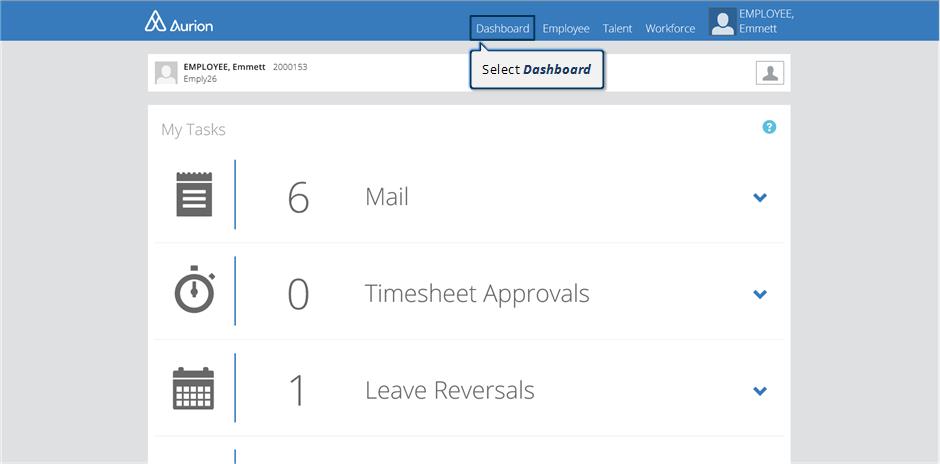 Aurion
Dashboard Employee Talent Workforce
EMPLOYEE,
Emmett
EMPLOYEE, Emmett 2000153
Emply26
Select Dashboard
My Tasks
?
6 Mail
0 Timesheet Approvals
1 Leave Reversals